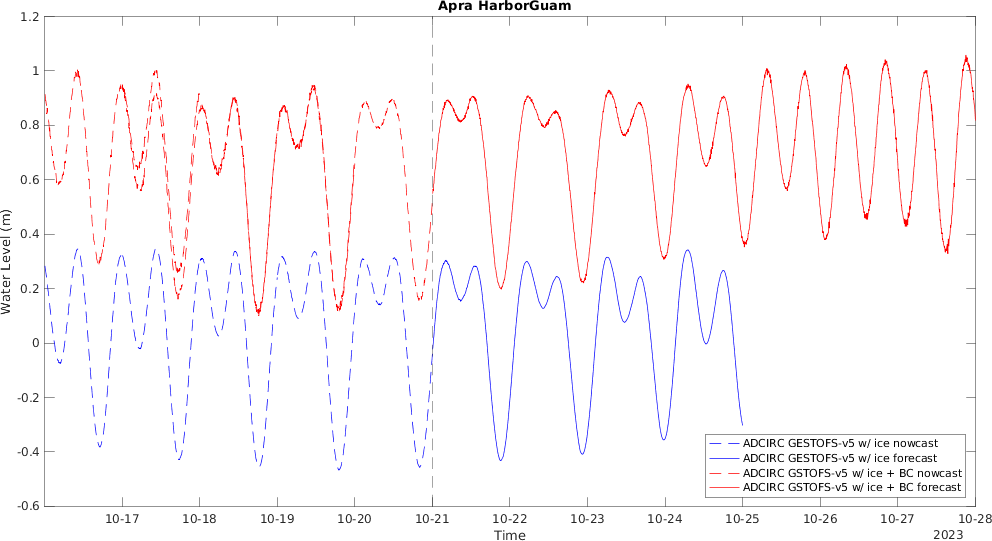 Apra HarborGuam
1.2
1
0.8
0.6
0.4
0.2
0
-0.2
-0.4
-0.6
Water Level (m)
ADCIRC GESTOFS-v5 w/ ice nowcast
ADCIRC GESTOFS-v5 w/ ice forecast
ADCIRC GSTOFS-v5 w/ ice + BC nowcast
ADCIRC GSTOFS-v5 w/ ice + BC forecast
10-17 10-18 10-19 10-20 10-21 10-22 10-23 10-24 10-25 10-26 10-27 10-28
Time
2023